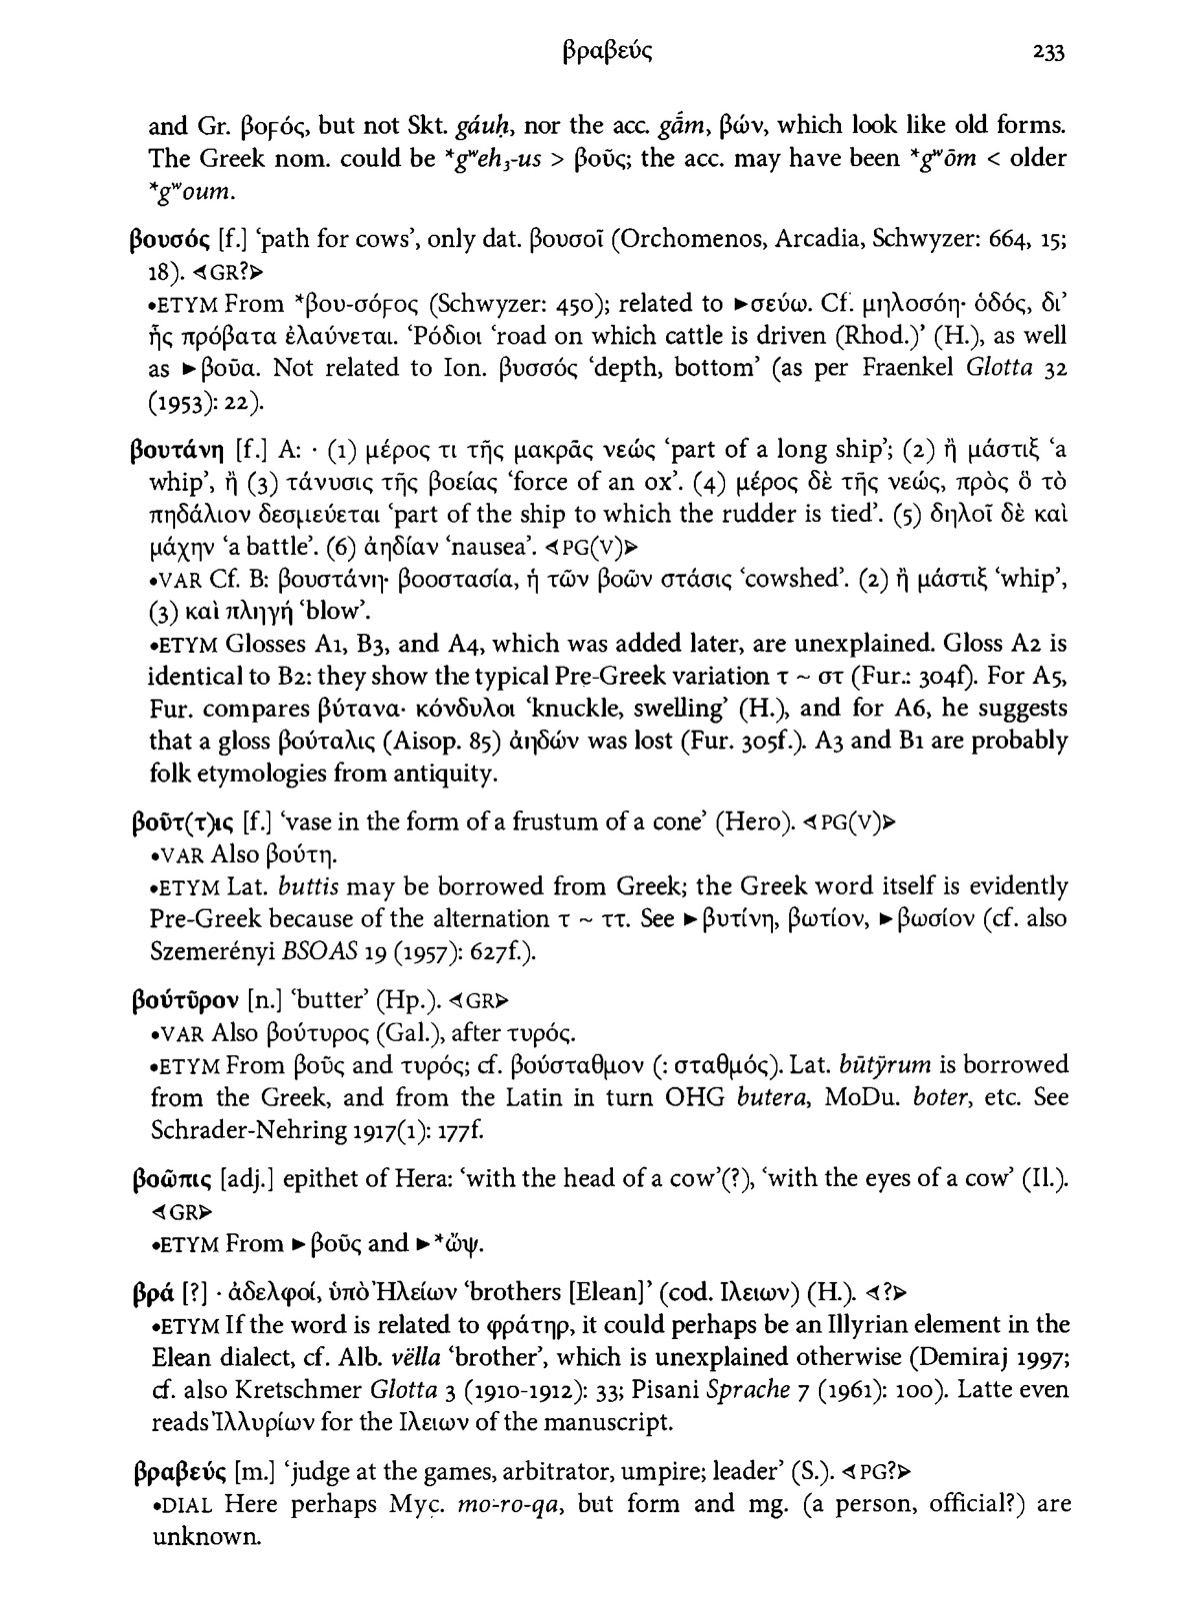 βραβεύς 233
and Gr. βοϝός, but not Skt. gáuḥ, nor the acc. gā́m, βών, which look like old forms.
The Greek nom. could be *gʷeh₃-us > βοῦς; the acc. may have been *gʷōm < older
*gʷoum.
βουσός [f.] ‘path for cows’, only dat. βουσοῖ (Orchomenos, Arcadia, Schwyzer: 664, 15;
18). ⊲GR?⊳
•ETYM From *βου-σόϝος (Schwyzer: 450); related to ►σεύω. Cf. μηλοσόη· ὁδός, δι’
ἧς πρόβατα ἐλαύνεται. Ῥόδιοι ‘road on which cattle is driven (Rhod.)’ (H.), as well
as ►βοῦα. Not related to Ion. βυσσός ‘depth, bottom’ (as per Fraenkel Glotta 32
(1953): 22).
βουτάνη [f.] A: · (1) μέρος τι τῆς μακρᾶς νεώς ‘part of a long ship’; (2) ἢ μάστιξ ‘a
whip’, ἢ (3) τάνυσις τῆς βοείας ‘force of an ox’. (4) μέρος δὲ τῆς νεώς, πρὸς ὃ τὸ
πηδάλιον δεσμεύεται ‘part of the ship to which the rudder is tied’. (5) δηλοῖ δὲ καὶ
μάχην ‘a battle’. (6) ἀηδίαν ‘nausea’. ⊲PG(V)⊳
•VAR Cf. B: βουστάνη· βοοστασία, ἡ τῶν βοῶν στάσις ‘cowshed’. (2) ἢ μάστιξ ‘whip’,
(3) καὶ πληγή ‘blow’.
•ETYM Glosses A1, B3, and A4, which was added later, are unexplained. Gloss A2 is
identical to B2: they show the typical Pre-Greek variation τ ~ στ (Fur.: 304f). For A5,
Fur. compares βύτανα· κόνδυλοι ‘knuckle, swelling’ (H.), and for A6, he suggests
that a gloss βούταλις (Aisop. 85) ἀηδών was lost (Fur. 305f.). A3 and B1 are probably
folk etymologies from antiquity.
βοῦτ(τ)ις [f.] ‘vase in the form of a frustum of a cone’ (Hero). ⊲PG(V)⊳
•VAR Also βούτη.
•ETYM Lat. buttis may be borrowed from Greek; the Greek word itself is evidently
Pre-Greek because of the alternation τ ~ ττ. See ►βυτίνη, βωτίον, ►βωσίον (cf. also
Szemerényi BSOAS 19 (1957): 627f.).
βούτῡρον [n.] ‘butter’ (Hp.). ⊲GR⊳
•VAR Also βούτυρος (Gal.), after τυρός.
•ETYM From βοῦς and τυρός; cf. βούσταθμον (: σταθμός). Lat. būtȳrum is borrowed
from the Greek, and from the Latin in turn OHG butera, MoDu. boter, etc. See
Schrader-Nehring 1917(1): 177f.
βοῶπις [adj.] epithet of Hera: ‘with the head of a cow’(?), ‘with the eyes of a cow’ (Il.).
⊲GR⊳
•ETYM From ►βοῦς and ►*ὤψ.
βρά [?] · ἀδελφοί, ὑπὸ Ἠλείων ‘brothers [Elean]’ (cod. Ιλειων) (H.). ⊲?⊳
•ETYM If the word is related to φράτηρ, it could perhaps be an Illyrian element in the
Elean dialect, cf. Alb. vëlla ‘brother’, which is unexplained otherwise (Demiraj 1997;
cf. also Kretschmer Glotta 3 (1910-1912): 33; Pisani Sprache 7 (1961): 100). Latte even
reads Ἰλλυρίων for the Ιλειων of the manuscript.
βραβεύς [m.] ‘judge at the games, arbitrator, umpire; leader’ (S.). ⊲PG?⊳
•DIAL Here perhaps Myc. mo-ro-qa, but form and mg. (a person, official?) are
unknown.